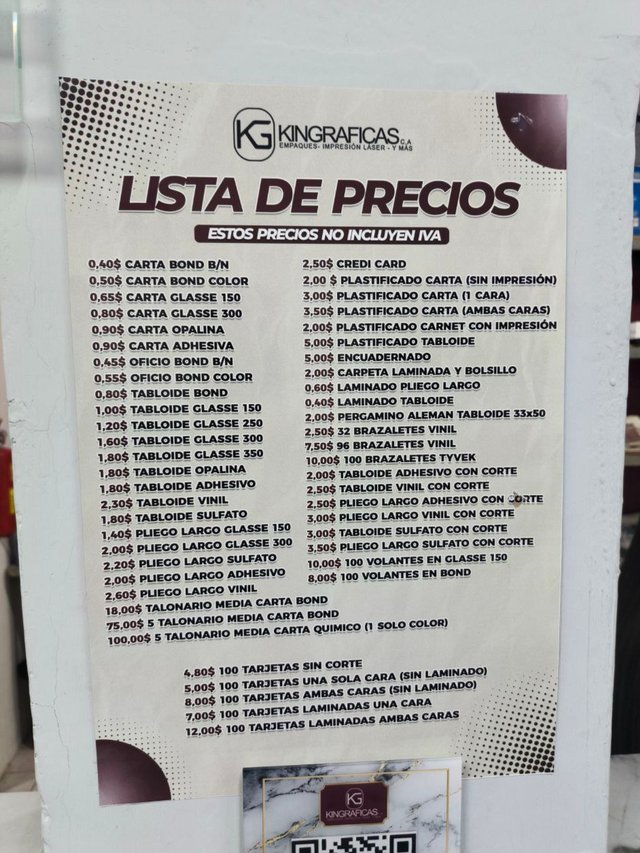 KG KINGRAFICAS C.A
EMPAQUES- IMPRESIÓN LÁSER - Y MÁS
LISTA DE PRECIOS
ESTOS PRECIOS NO INCLUYEN IVA
0,40$ CARTA BOND B/N
0,50$ CARTA BOND COLOR
0,65$ CARTA GLASSE 150
0,80$ CARTA GLASSE 300
0,90$ CARTA OPALINA
0,90$ CARTA ADHESIVA
0,45$ OFICIO BOND B/N
0,55$ OFICIO BOND COLOR
0,80$ TABLOIDE BOND
1,00$ TABLOIDE GLASSE 150
1,20$ TABLOIDE GLASSE 250
1,60$ TABLOIDE GLASSE 300
1,80$ TABLOIDE GLASSE 350
1,80$ TABLOIDE OPALINA
1,80$ TABLOIDE ADHESIVO
2,30$ TABLOIDE VINIL
1,80$ TABLOIDE SULFATO
1,40$ PLIEGO LARGO GLASSE 150
2,00$ PLIEGO LARGO GLASSE 300
2,20$ PLIEGO LARGO SULFATO
2,00$ PLIEGO LARGO ADHESIVO
2,60$ PLIEGO LARGO VINIL
18,00$ TALONARIO MEDIA CARTA BOND
75,00$ 5 TALONARIO MEDIA CARTA BOND
100,00$ 5 TALONARIO MEDIA CARTA QUIMICO (1 SOLO COLOR)
2,50$ CREDI CARD
2,00 $ PLASTIFICADO CARTA (SIN IMPRESIÓN)
3,00$ PLASTIFICADO CARTA (1 CARA)
3,50$ PLASTIFICADO CARTA (AMBAS CARAS)
2,00$ PLASTIFICADO CARNET CON IMPRESIÓN
5,00$ PLASTIFICADO TABLOIDE
5,00$ ENCUADERNADO
2,00$ CARPETA LAMINADA Y BOLSILLO
0,60$ LAMINADO PLIEGO LARGO
0,40$ LAMINADO TABLOIDE
2,00$ PERGAMINO ALEMAN TABLOIDE 33x50
2,50$ 32 BRAZALETES VINIL
7,50$ 96 BRAZALETES VINIL
10,00$ 100 BRAZALETES TYVEK
2,00$ TABLOIDE ADHESIVO CON CORTE
2,50$ TABLOIDE VINIL CON CORTE
2,50$ PLIEGO LARGO ADHESIVO CON CORTE
3,00$ PLIEGO LARGO VINIL CON CORTE
3,00$ TABLOIDE SULFATO CON CORTE
3,50$ PLIEGO LARGO SULFATO CON CORTE
10,00$ 100 VOLANTES EN GLASSE 150
8,00$ 100 VOLANTES EN BOND
4,80$ 100 TARJETAS SIN CORTE
5,00$ 100 TARJETAS UNA SOLA CARA (SIN LAMINADO)
8,00$ 100 TARJETAS AMBAS CARAS (SIN LAMINADO)
7,00$ 100 TARJETAS LAMINADAS UNA CARA
12,00$ 100 TARJETAS LAMINADAS AMBAS CARAS
KG
KINGRAFICAS